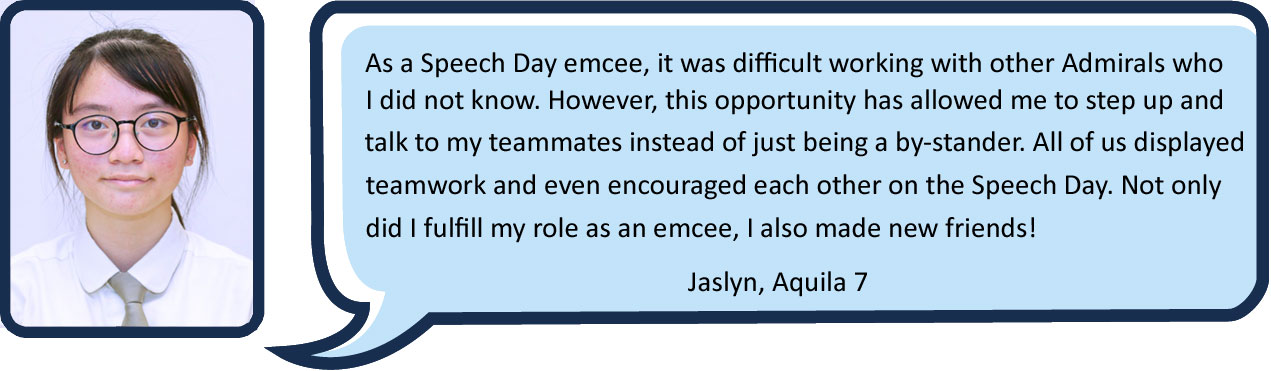 As a Speech Day emcee, it was difficult working with other Admirals who
I did not know. However, this opportunity has allowed me to step up and
talk to my teammates instead of just being a by-stander. All of us displayed
teamwork and even encouraged each other on the Speech Day. Not only
did I fulfill my role as an emcee, I also made new friends!
Jaslyn, Aquila 7